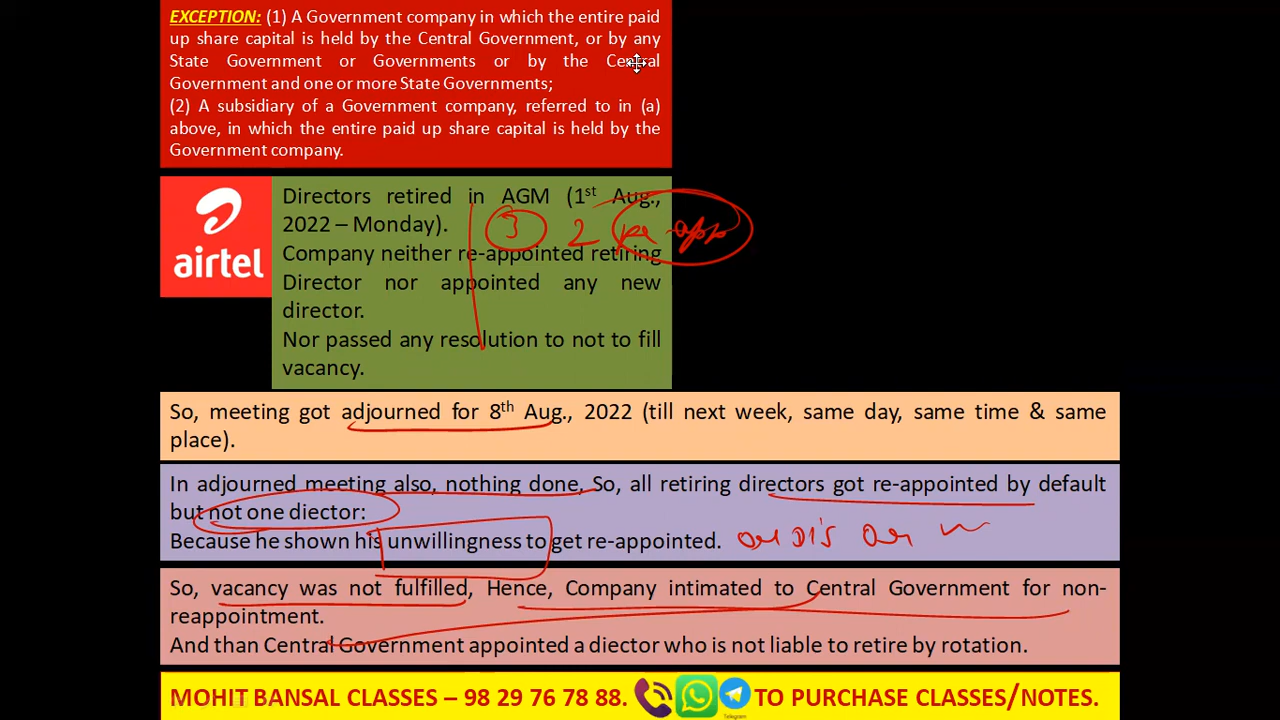 EXCEPTION: (1) A Government company in which the entire paid
up share capital is held by the Central Government, or by any
State Government or Governments or by the Central
Government and one or more State Governments;
(2) A subsidiary of a Government company, referred to in (a)
above, in which the entire paid up share capital is held by the
Government company.
airtel
Directors retired in AGM (1st Aug.,
2022 – Monday).
3 2 re-app
Company neither re-appointed retiring
Director nor appointed any new
director.
Nor passed any resolution to not to fill
vacancy.
So, meeting got adjourned for 8th Aug., 2022 (till next week, same day, same time & same
place).
In adjourned meeting also, nothing done, So, all retiring directors got re-appointed by default
but not one diector:
Because he shown his unwillingness to get re-appointed.
So, vacancy was not fulfilled, Hence, Company intimated to Central Government for non-
reappointment.
And than Central Government appointed a diector who is not liable to retire by rotation.
MOHIT BANSAL CLASSES – 98 29 76 78 88. TO PURCHASE CLASSES/NOTES.
Telegram